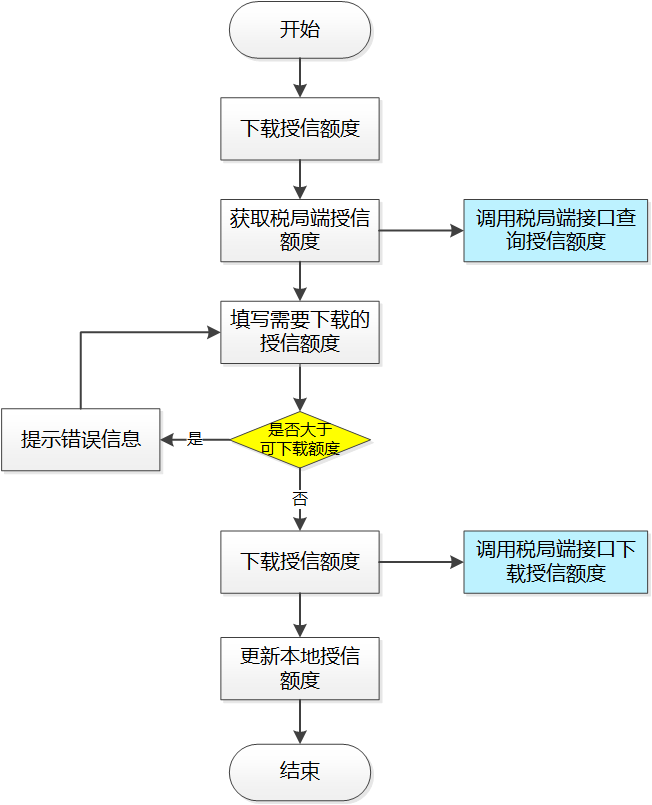 开始
下载授信额度
获取税局端授信
额度
调用税局端接口查
询授信额度
填写需要下载的
授信额度
提示错误信息
是
是否大于
可下载额度
否
下载授信额度
调用税局端接口下
载授信额度
更新本地授信
额度
结束